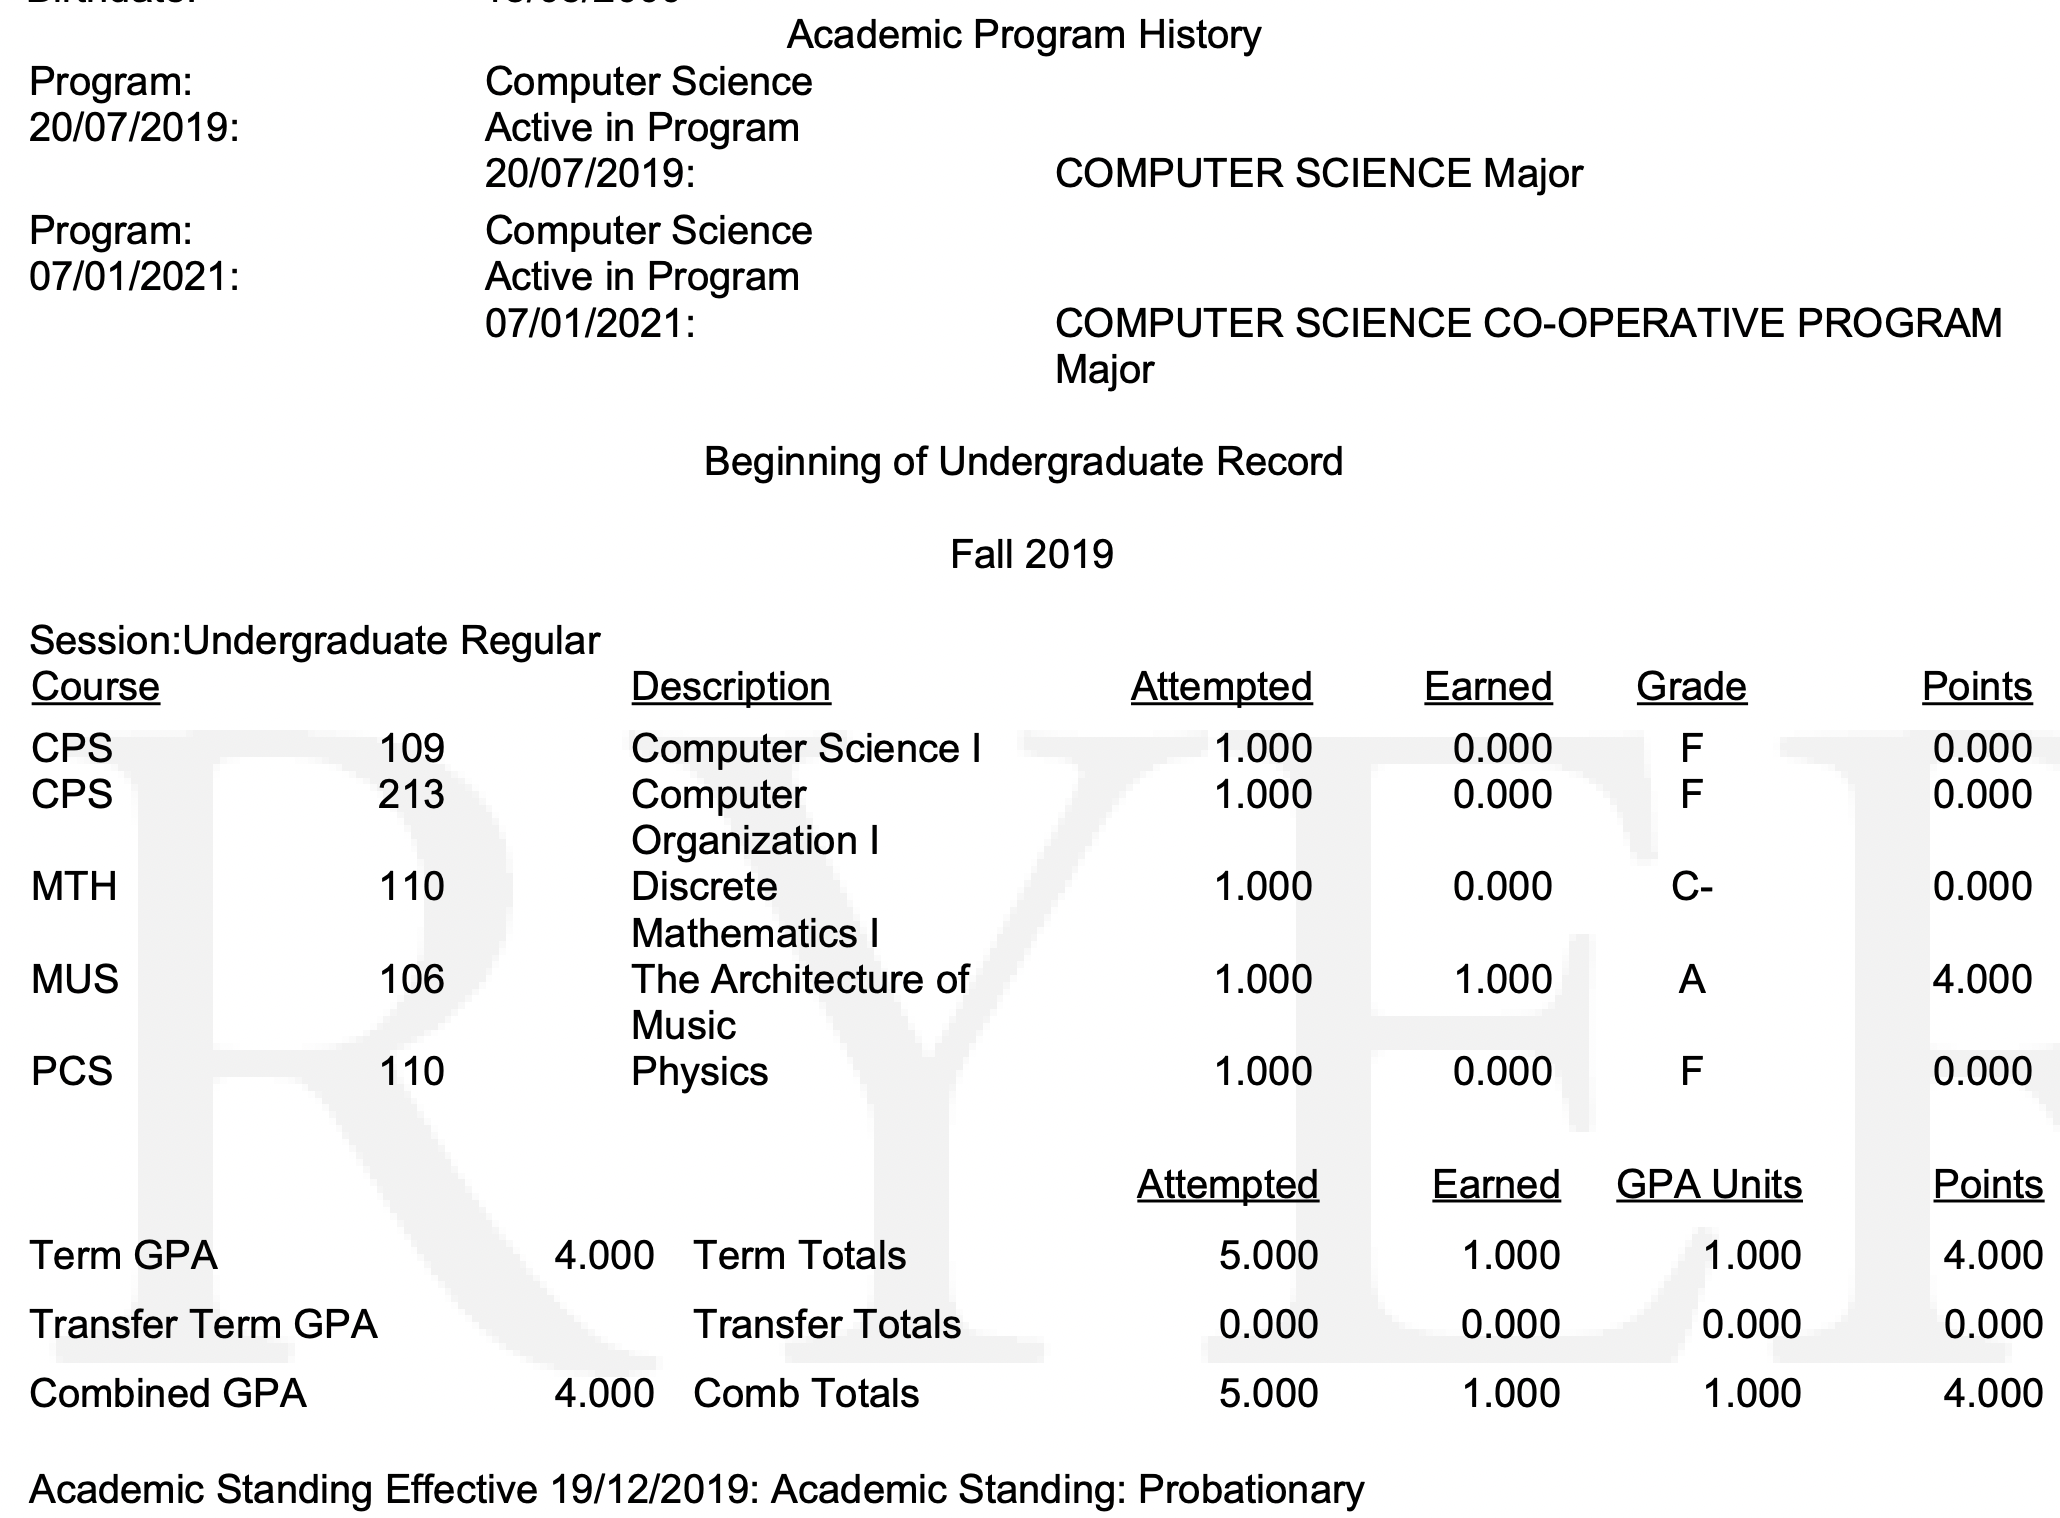 Academic Program History
Program: Computer Science
20/07/2019: Active in Program
20/07/2019: COMPUTER SCIENCE Major
Program: Computer Science
07/01/2021: Active in Program
07/01/2021: COMPUTER SCIENCE CO-OPERATIVE PROGRAM
Major
Beginning of Undergraduate Record
Fall 2019
Session:Undergraduate Regular
Course Description Attempted Earned Grade Points
CPS 109 Computer Science I 1.000 0.000 F 0.000
CPS 213 Computer 1.000 0.000 F 0.000
Organization I
MTH 110 Discrete 1.000 0.000 C- 0.000
Mathematics I
MUS 106 The Architecture of 1.000 1.000 A 4.000
Music
PCS 110 Physics 1.000 0.000 F 0.000
Attempted Earned GPA Units Points
Term GPA 4.000 Term Totals 5.000 1.000 1.000 4.000
Transfer Term GPA Transfer Totals 0.000 0.000 0.000 0.000
Combined GPA 4.000 Comb Totals 5.000 1.000 1.000 4.000
Academic Standing Effective 19/12/2019: Academic Standing: Probationary